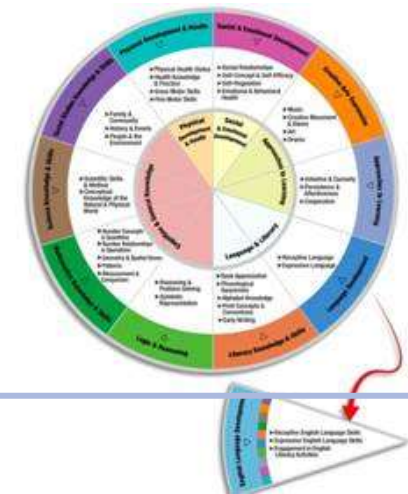 Physical Development & Health
Social & Emotional Development
Creative Arts Expression
Approaches to Learning
Language Development
Literacy Knowledge & Skills
Logic & Reasoning
Mathematics Knowledge & Skills
Science Knowledge & Skills
Social Studies Knowledge & Skills
Physical Health Status
Health Knowledge
& Practice
Gross Motor Skills
Fine Motor Skills
Social Relationships
Self-Concept & Self-Efficacy
Self-Regulation
Emotional & Behavioral
Health
Music
Creative Movement
& Dance
Art
Drama
Initiative & Curiosity
Persistence &
Attentiveness
Cooperation
Receptive Language
Expressive Language
Book Appreciation
Phonological
Awareness
Alphabet Knowledge
Print Concepts &
Conventions
Early Writing
Reasoning &
Problem Solving
Symbolic
Representation
Number Concepts
& Quantities
Number Relationships
& Operations
Geometry & Spatial Sense
Patterns
Measurement &
Comparison
Scientific Skills
& Method
Conceptual
Knowledge of the
Natural & Physical
World
Family &
Community
History & Events
People & the
Environment
Physical
Development
& Health
Social
& Emotional
Development
Approaches to Learning
Language & Literacy
Cognitive & General Knowledge
English Language Development
Receptive English Language Skills
Expressive English Language Skills
Engagement in English
Literacy Activities